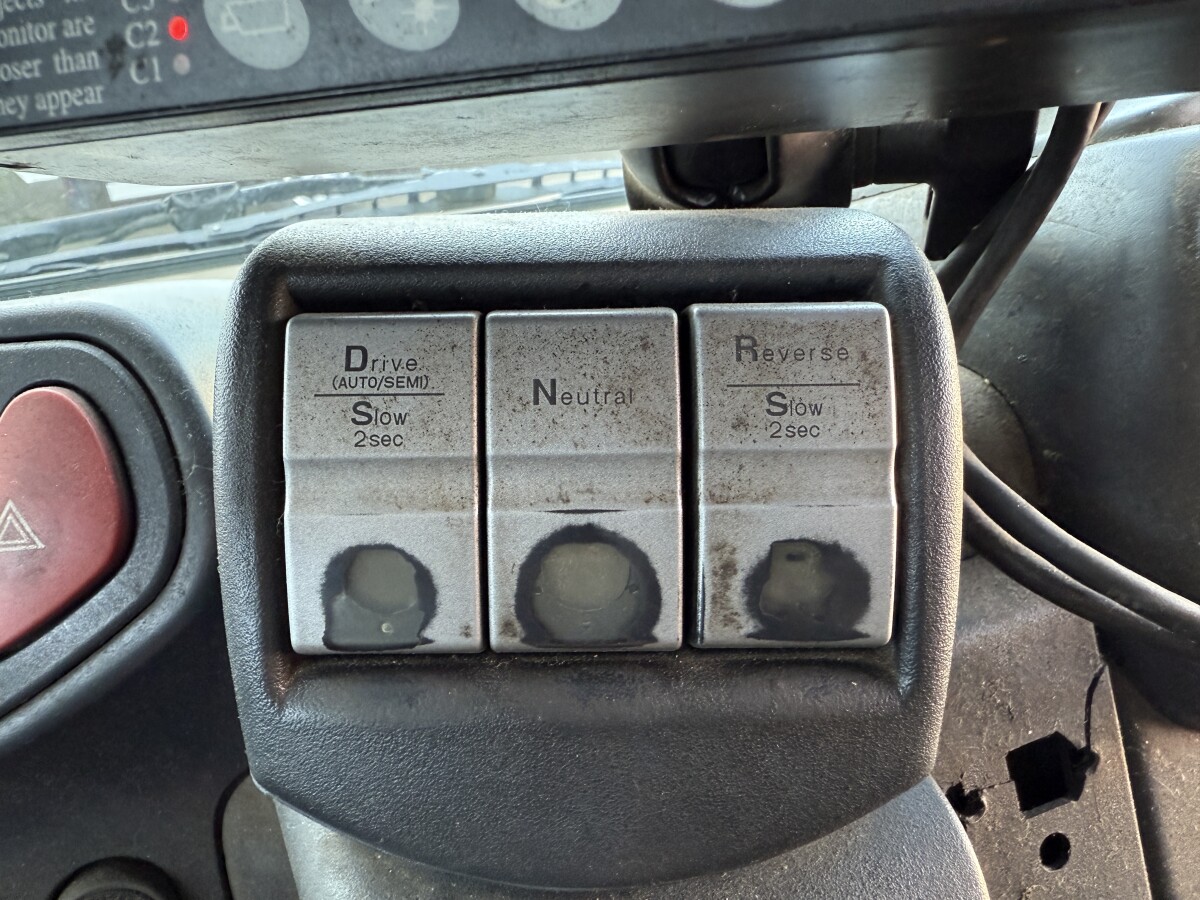 C2
onitor are
C1
oser than
hey appear
Drive
(AUTO/SEMI)
Slow
2sec
Neutral
Reverse
Slow
2sec